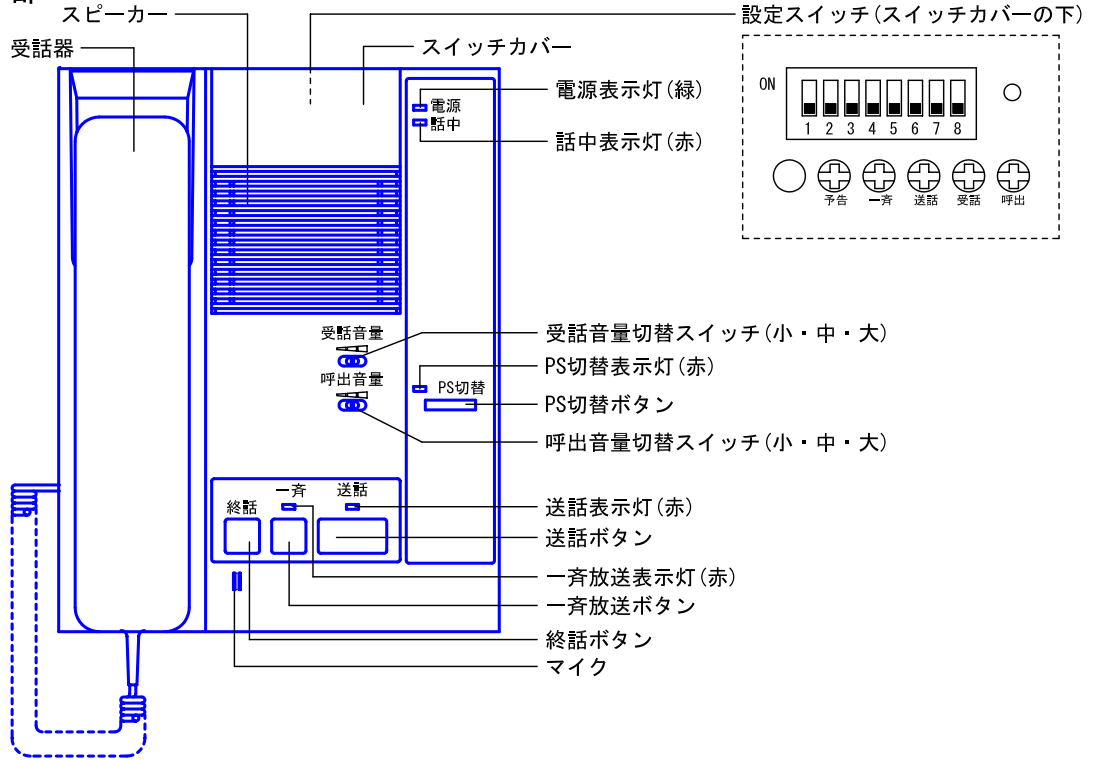 スピーカー
設定スイッチ(スイッチカバーの下)
受話器
スイッチカバー
電源表示灯(緑)
電源
話中
話中表示灯(赤)
ON
1 2 3 4 5 6 7 8
予告 一斉 送話 受話 呼出
受話音量
受話音量切替スイッチ(小・中・大)
PS切替表示灯(赤)
呼出音量
PS切替
PS切替ボタン
呼出音量切替スイッチ(小・中・大)
終話 一斉 送話
送話表示灯(赤)
送話ボタン
一斉放送表示灯(赤)
一斉放送ボタン
終話ボタン
マイク